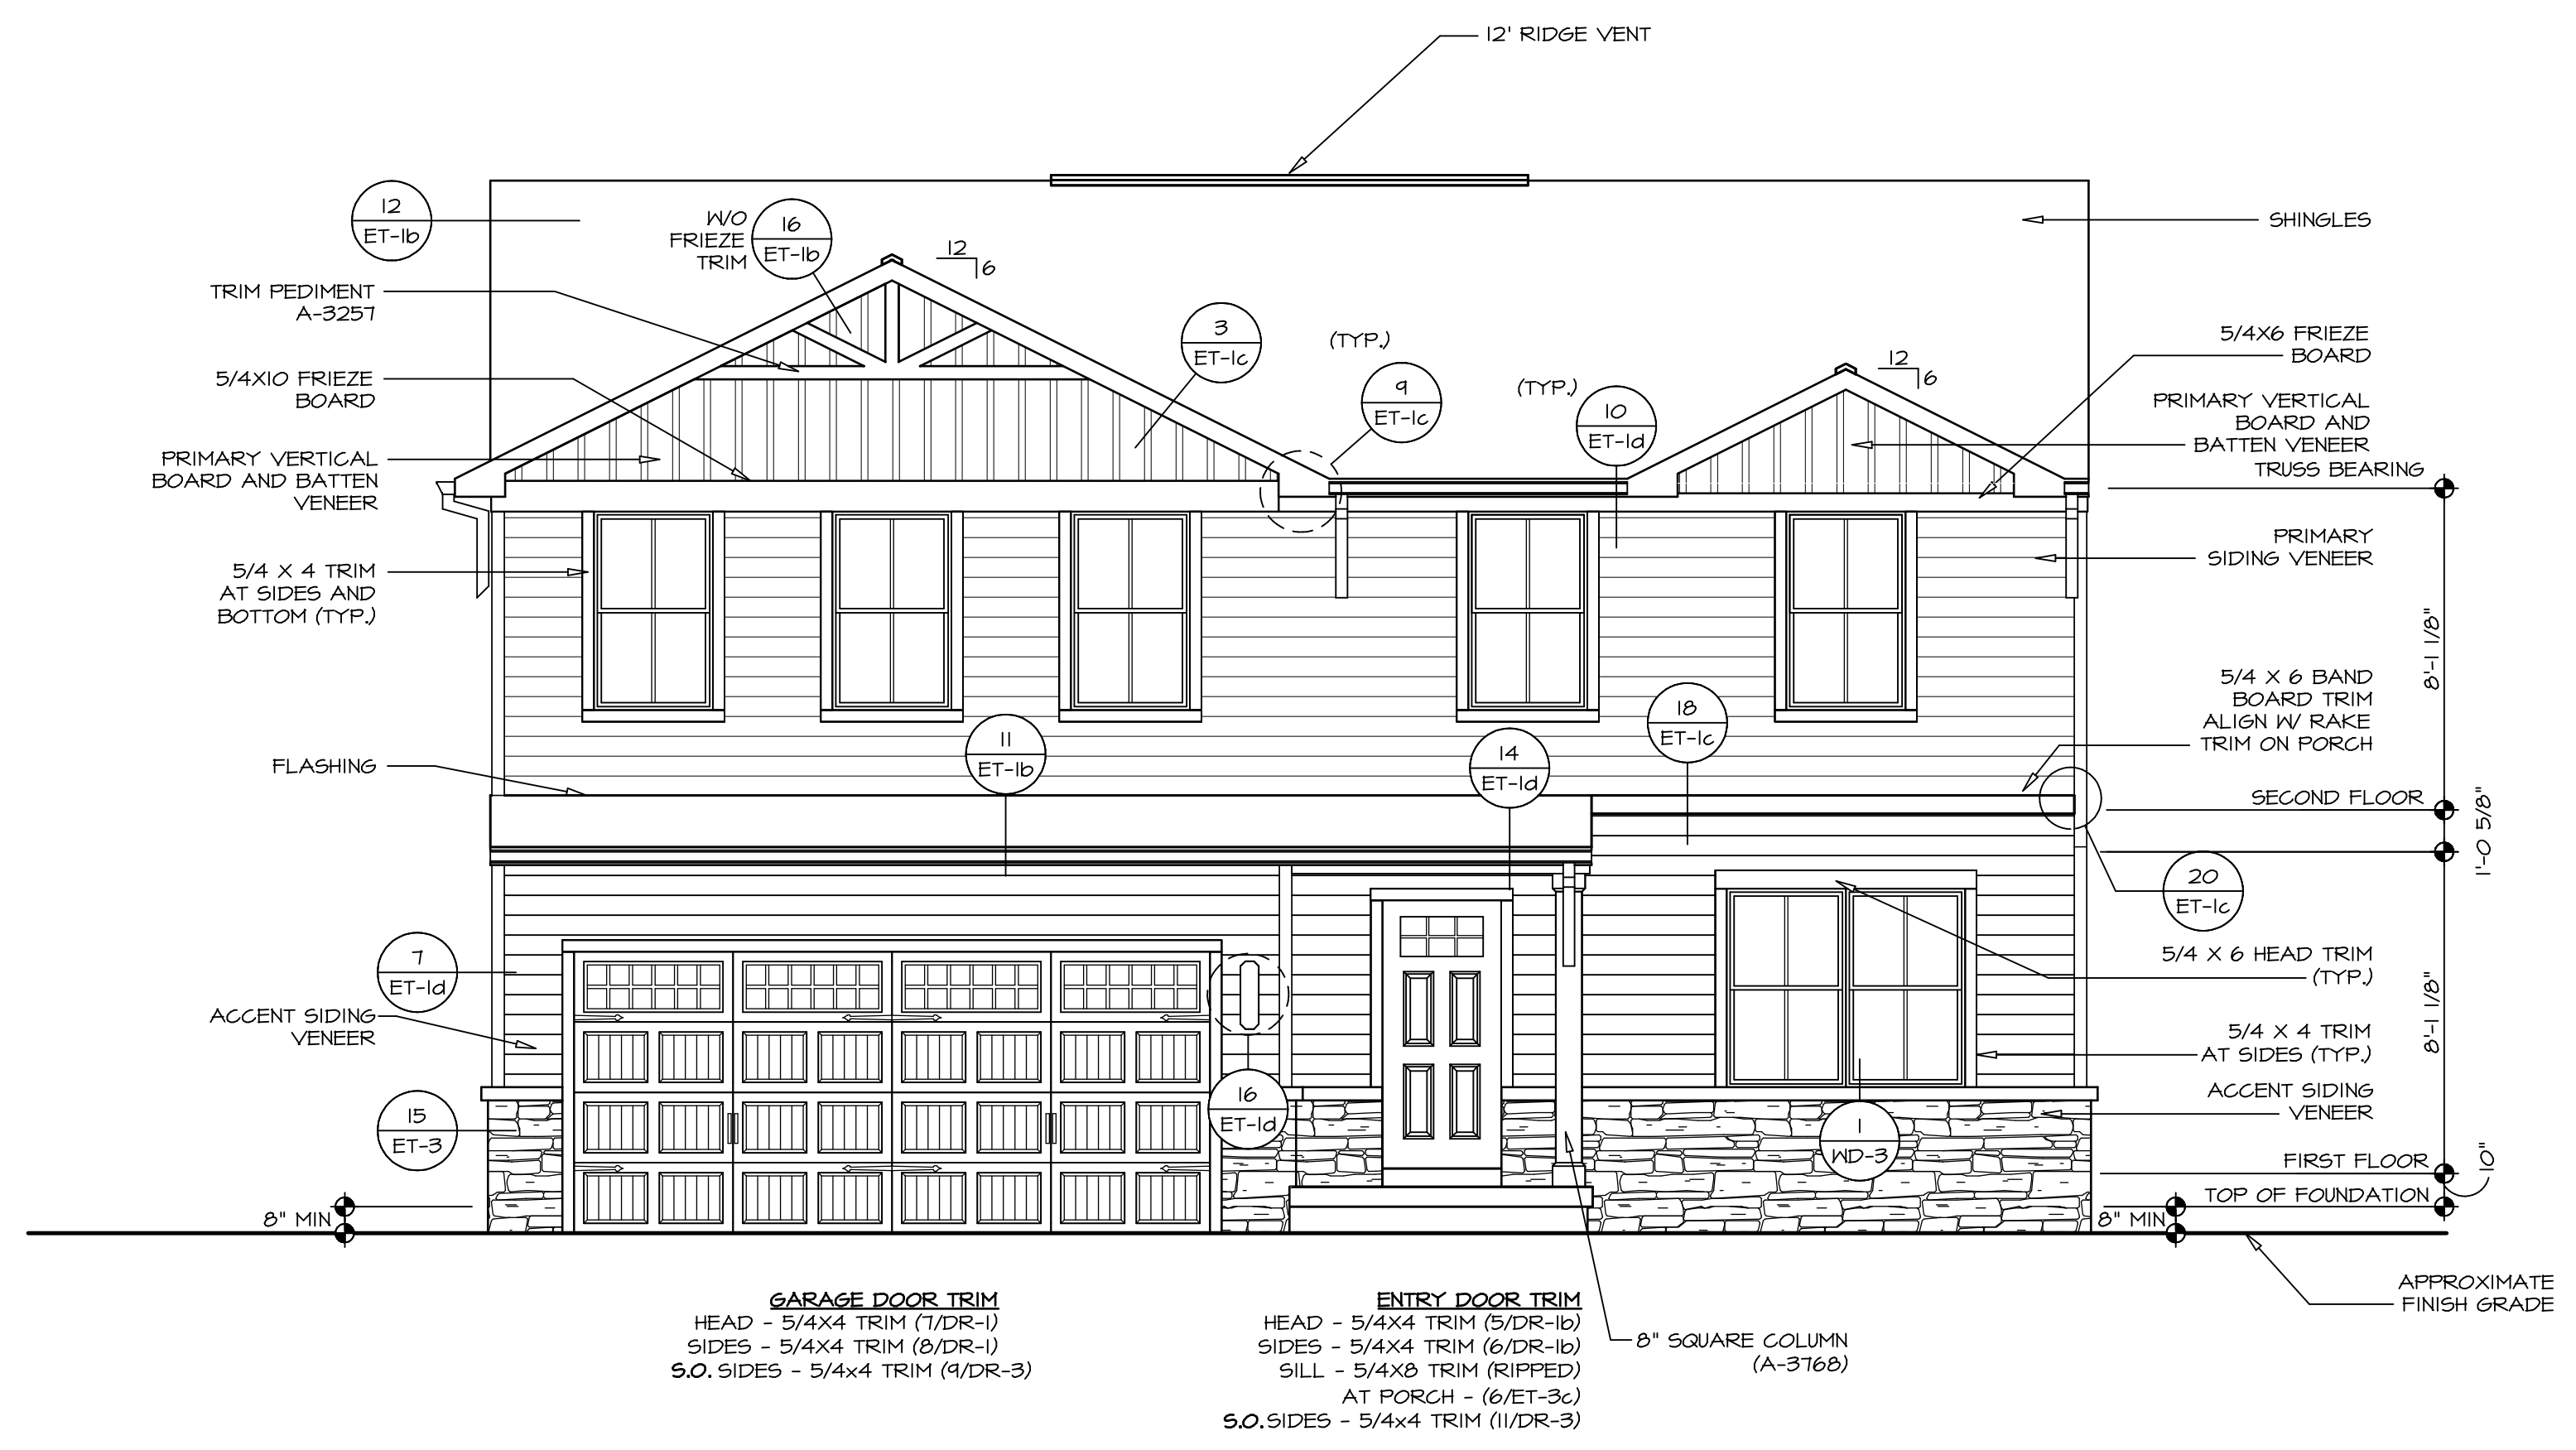 12' RIDGE VENT
12
ET-1b
W/O
FRIEZE
TRIM
16
ET-1b
12
6
SHINGLES
TRIM PEDIMENT
A-3257
3
ET-1c
(TYP.)
9
ET-1c
(TYP.)
10
ET-1d
12
6
5/4X6 FRIEZE
BOARD
5/4X10 FRIEZE
BOARD
PRIMARY VERTICAL
BOARD AND
BATTEN VENEER
PRIMARY VERTICAL
BOARD AND BATTEN
VENEER
TRUSS BEARING
PRIMARY
SIDING VENEER
5/4 X 4 TRIM
AT SIDES AND
BOTTOM (TYP.)
8'-1 1/8"
5/4 X 6 BAND
BOARD TRIM
ALIGN W/ RAKE
TRIM ON PORCH
18
ET-1c
11
ET-1b
14
ET-1d
FLASHING
SECOND FLOOR
1'-0 5/8"
20
ET-1c
7
ET-1d
5/4 X 6 HEAD TRIM
(TYP.)
ACCENT SIDING
VENEER
5/4 X 4 TRIM
AT SIDES (TYP.)
8'-1 1/8"
16
ET-1d
ACCENT SIDING
VENEER
15
ET-3
1
WD-3
FIRST FLOOR
10"
TOP OF FOUNDATION
8" MIN
8" MIN
APPROXIMATE
FINISH GRADE
GARAGE DOOR TRIM
HEAD - 5/4X4 TRIM (7/DR-1)
SIDES - 5/4X4 TRIM (8/DR-1)
S.O. SIDES - 5/4x4 TRIM (9/DR-3)
ENTRY DOOR TRIM
HEAD - 5/4X4 TRIM (5/DR-1b)
SIDES - 5/4X4 TRIM (6/DR-1b)
SILL - 5/4X8 TRIM (RIPPED)
AT PORCH - (6/ET-3c)
S.O. SIDES - 5/4x4 TRIM (11/DR-3)
8" SQUARE COLUMN
(A-3768)